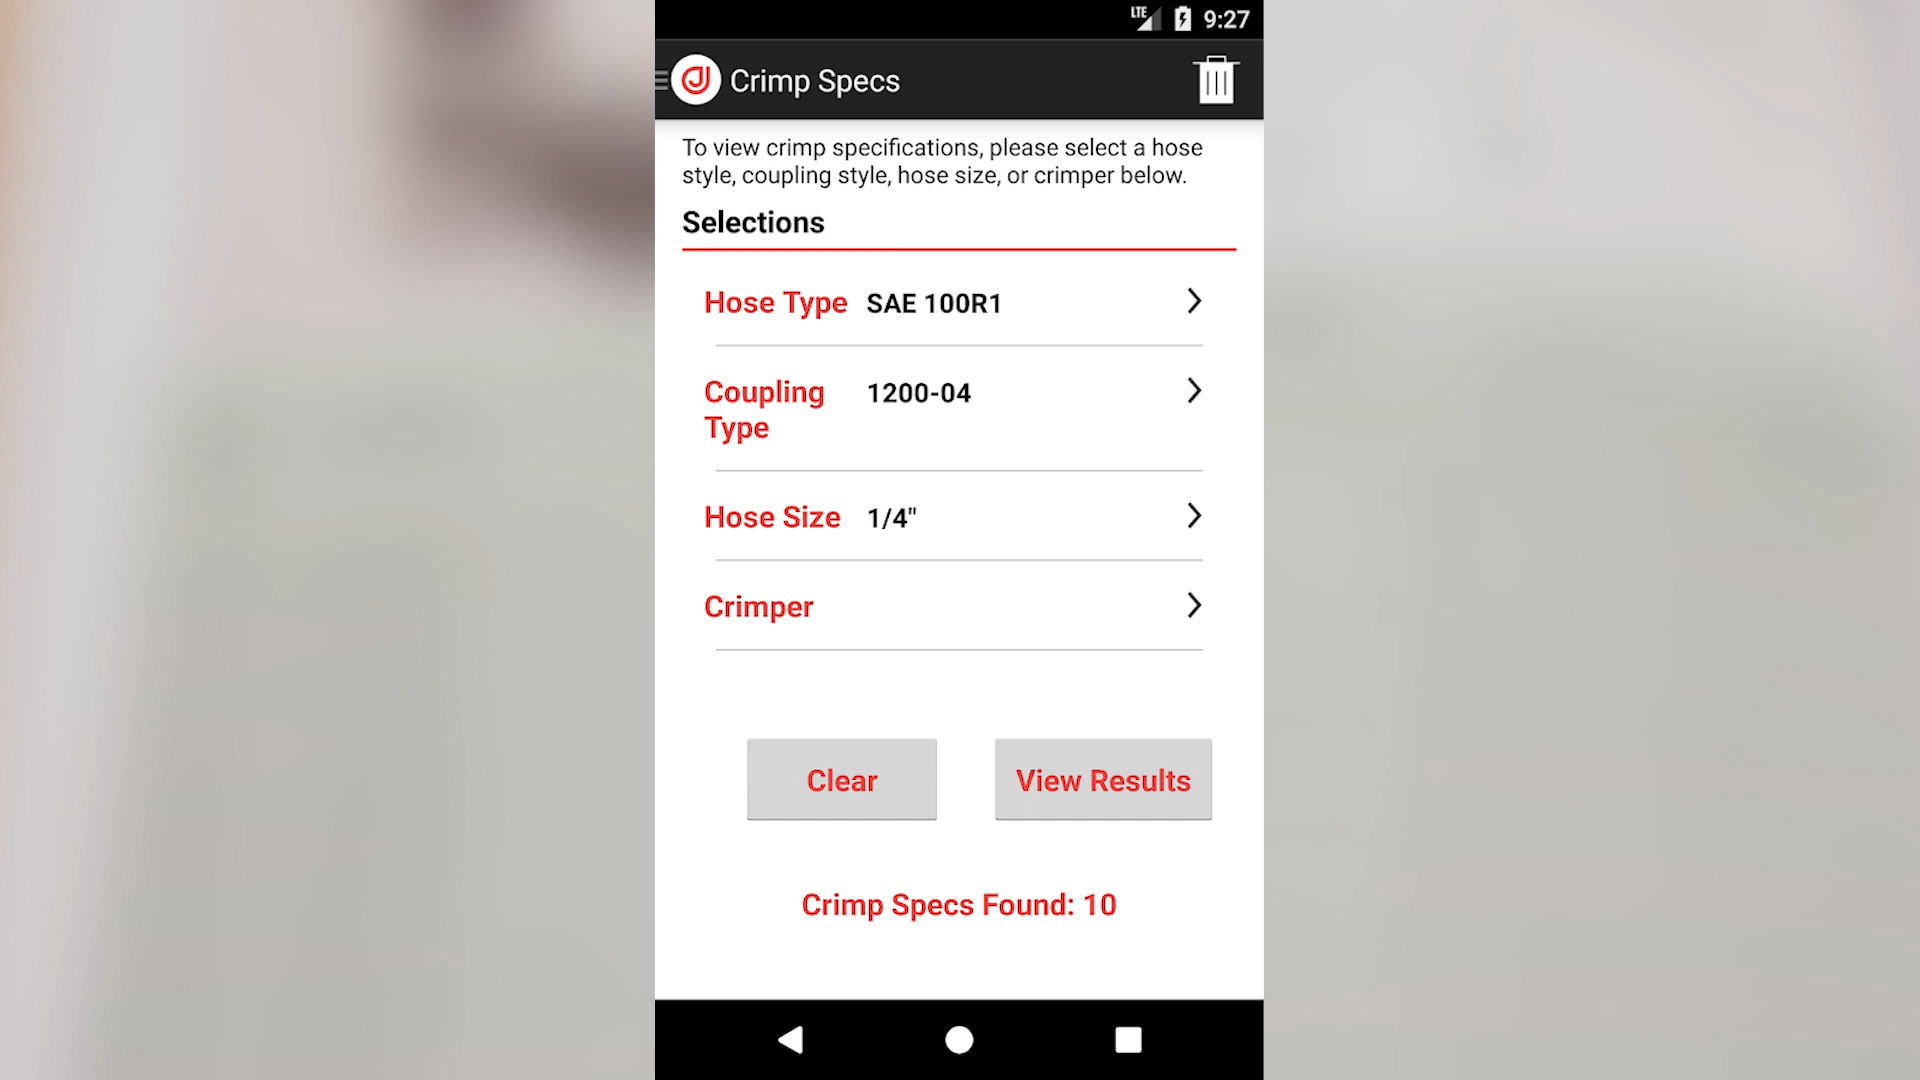 LTE 9:27
Crimp Specs
To view crimp specifications, please select a hose
style, coupling style, hose size, or crimper below.
Selections
Hose Type SAE 100R1
Coupling 1200-04
Type
Hose Size 1/4"
Crimper
Clear View Results
Crimp Specs Found: 10